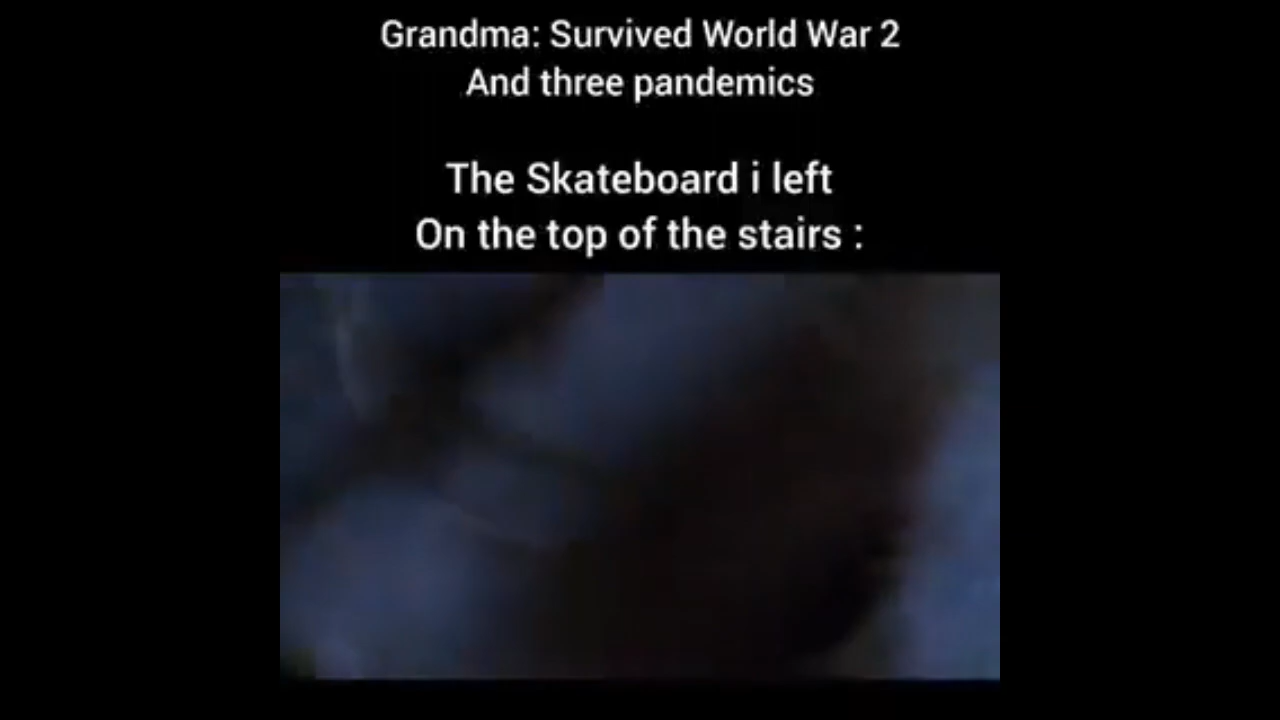 Grandma: Survived World War 2
And three pandemics
The Skateboard i left
On the top of the stairs :